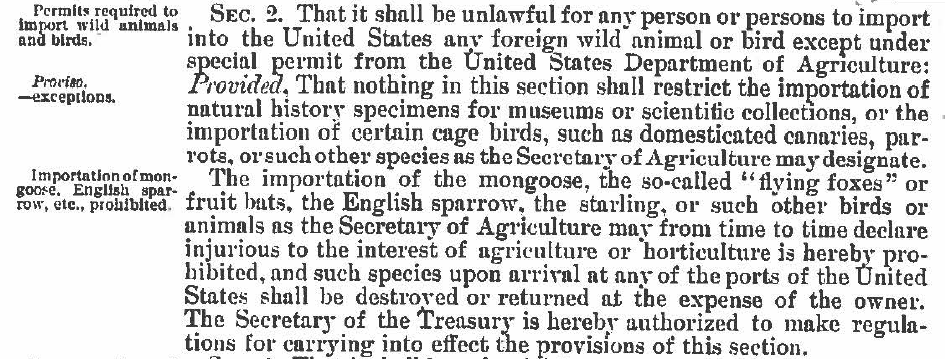 Permits required to
import wild animals
and birds.
SEC. 2. That it shall be unlawful for any person or persons to import
into the United States any foreign wild animal or bird except under
special permit from the United States Department of Agriculture:
Proviso.
—exceptions.
Provided, That nothing in this section shall restrict the importation of
natural history specimens for museums or scientific collections, or the
importation of certain cage birds, such as domesticated canaries, par-
rots, or such other species as the Secretary of Agriculture may designate.
Importation of mon-
goose, English spar-
row, etc., prohibited.
The importation of the mongoose, the so-called "flying foxes" or
fruit bats, the English sparrow, the starling, or such other birds or
animals as the Secretary of Agriculture may from time to time declare
injurious to the interest of agriculture or horticulture is hereby pro-
hibited, and such species upon arrival at any of the ports of the United
States shall be destroyed or returned at the expense of the owner.
The Secretary of the Treasury is hereby authorized to make regula-
tions for carrying into effect the provisions of this section.